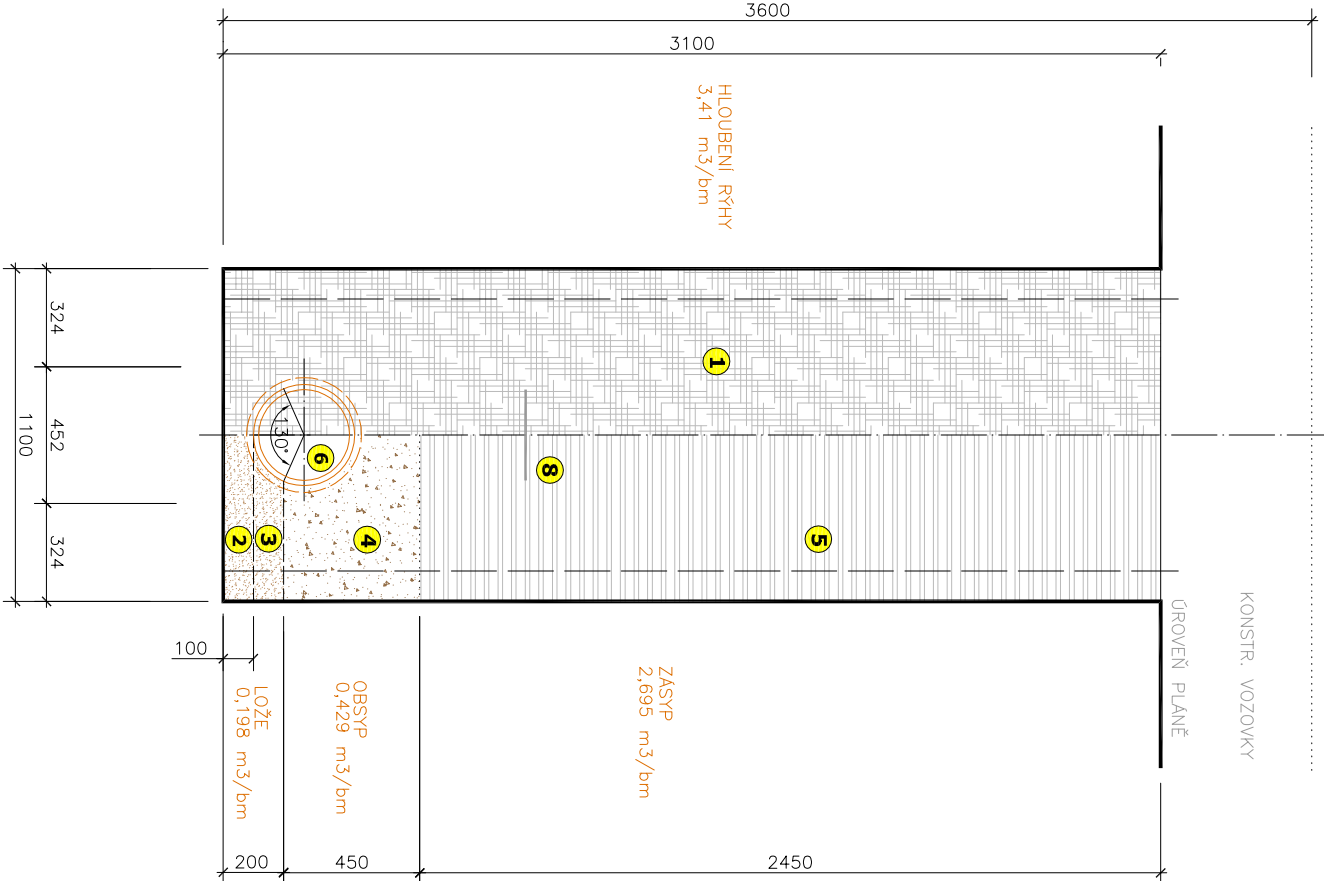 3600
3100
HLOUBENÍ RÝHY
3,41 m3/bm
324
452
324
1100
1
130°
6
8
2
3
4
5
100
KONSTR. VOZOVKY
ÚROVEŇ PLÁNĚ
ZÁSYP
2,695 m3/bm
OBSYP
0,429 m3/bm
LOŽE
0,198 m3/bm
200
450
2450